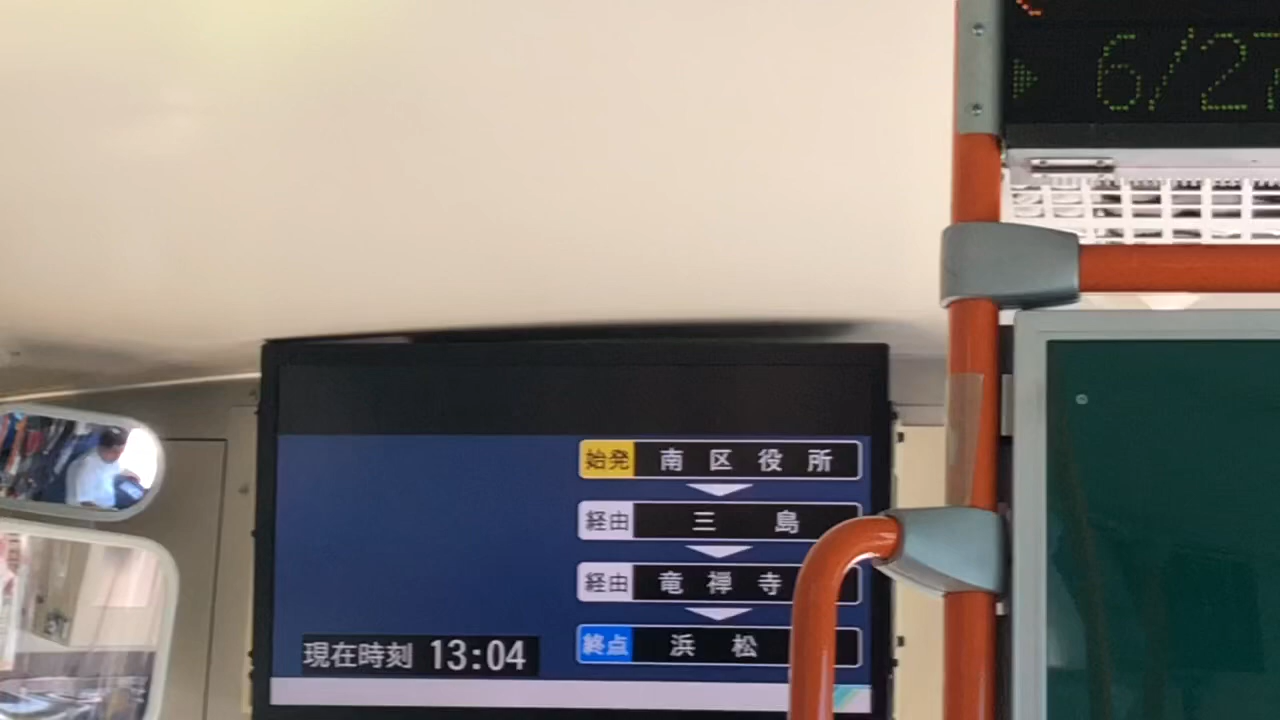 6/27
始発 南区役所
経由 三島
経由 竜禅寺
終点 浜松
現在時刻 13:04